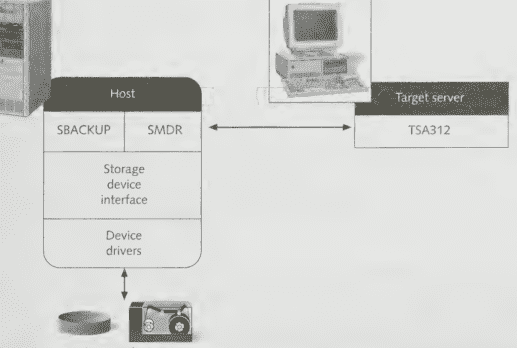 Host
Target server
SBACKUP
SMDR
TSA312
Storage
device
interface
Device
drivers